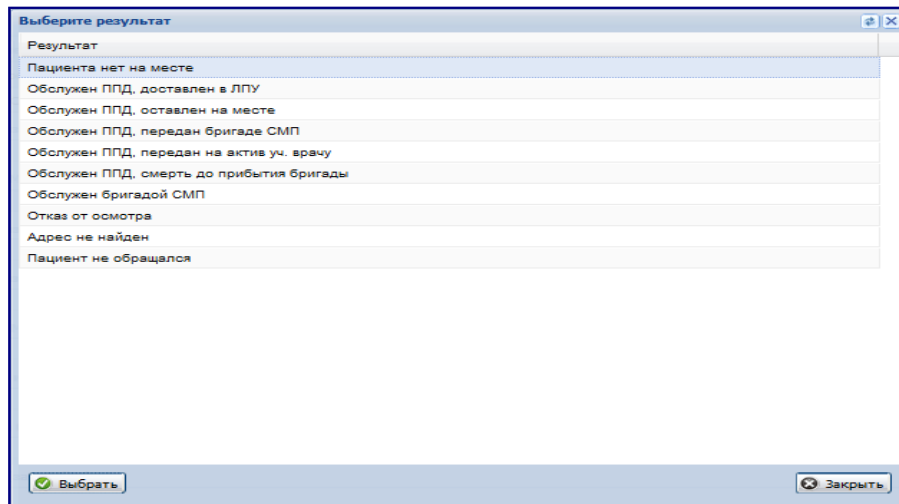 Выберите результат
Результат
Пациента нет на месте
Обслужен ППД, доставлен в ЛПУ
Обслужен ППД, оставлен на месте
Обслужен ППД, передан бригаде СМП
Обслужен ППД, передан на актив уч. врачу
Обслужен ППД, смерть до прибытия бригады
Обслужен бригадой СМП
Отказ от осмотра
Адрес не найден
Пациент не обращался
Выбрать
Закрыть